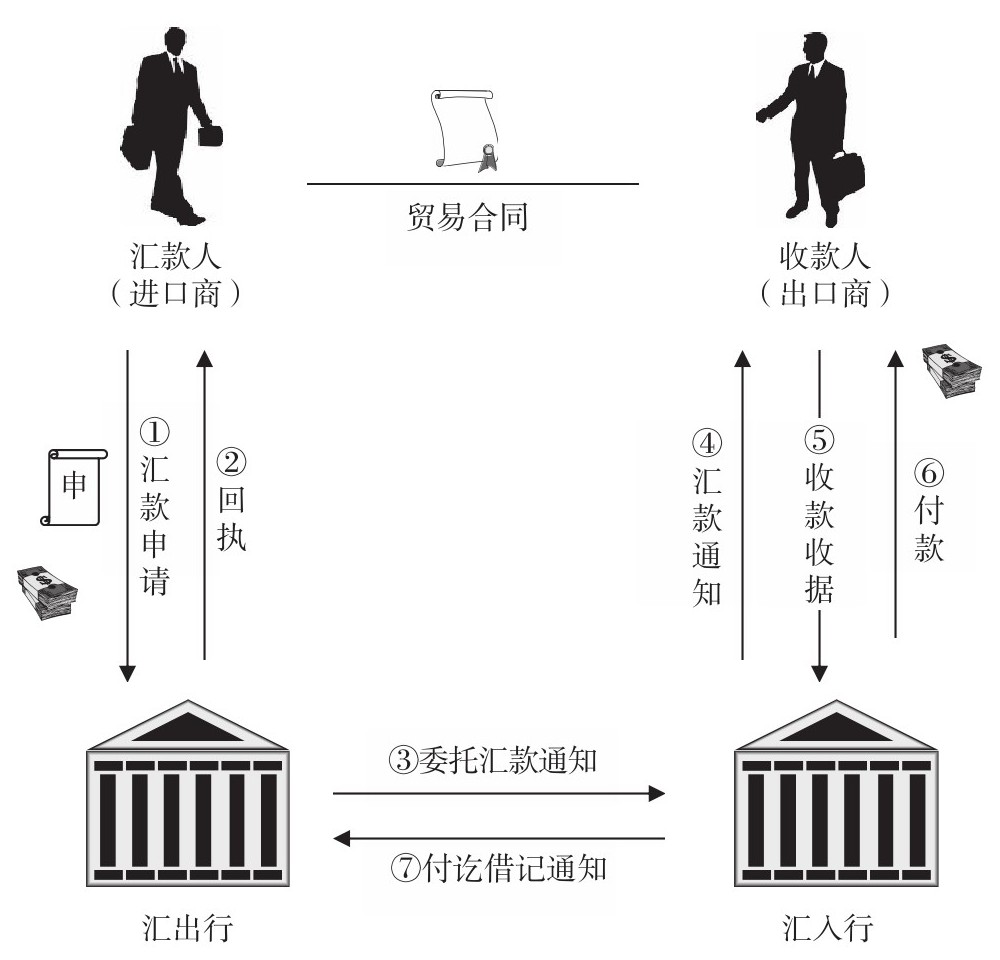 贸易合同
汇款人
（进口商）
收款人
（出口商）
申
①汇款申请
②回执
④汇款通知
⑤收款收据
⑥付款
③委托汇款通知
⑦付讫借记通知
汇出行
汇入行